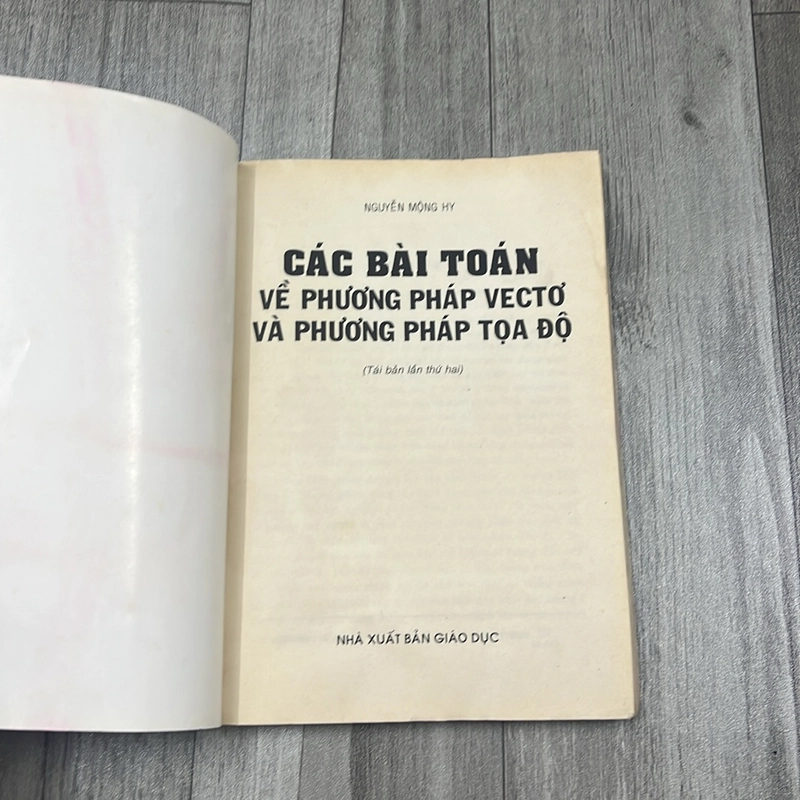 NGUYỄN MỘNG HY
CÁC BÀI TOÁN
VỀ PHƯƠNG PHÁP VECTƠ
VÀ PHƯƠNG PHÁP TỌA ĐỘ
(Tái bản lần thứ hai)
NHÀ XUẤT BẢN GIÁO DỤC